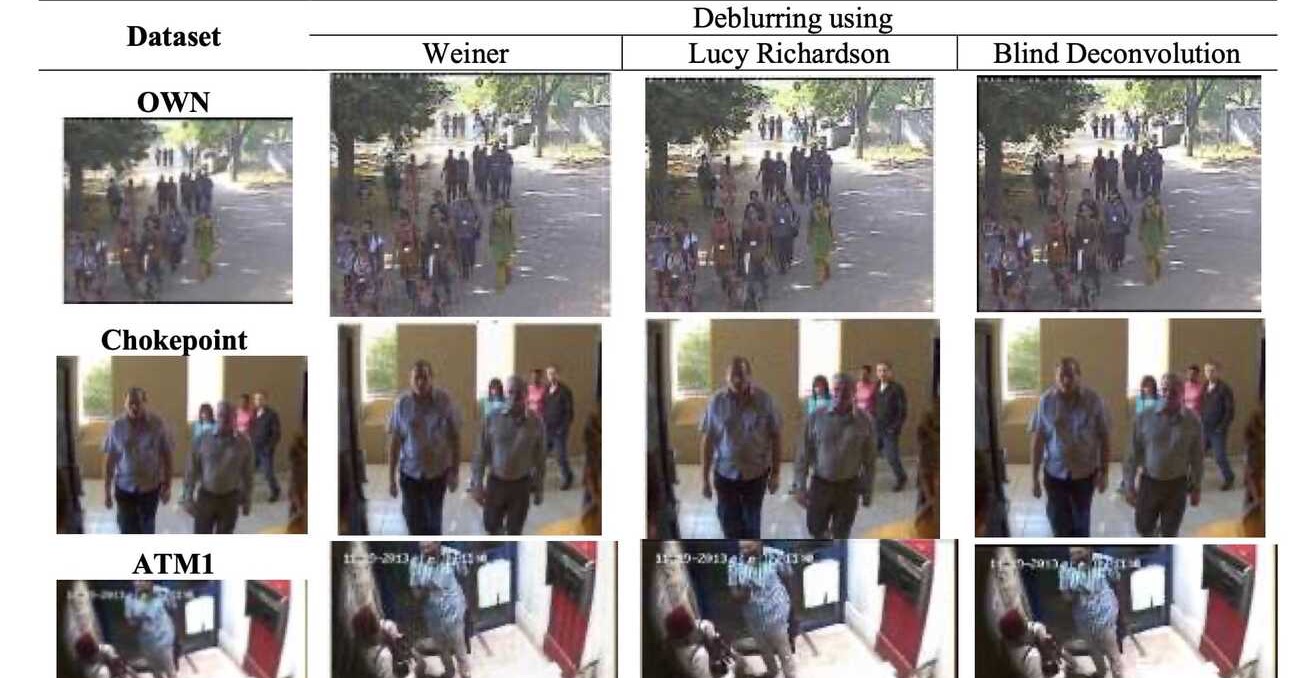 Deblurring using
Dataset
Weiner
Lucy Richardson
Blind Deconvolution
OWN
Chokepoint
ATM1